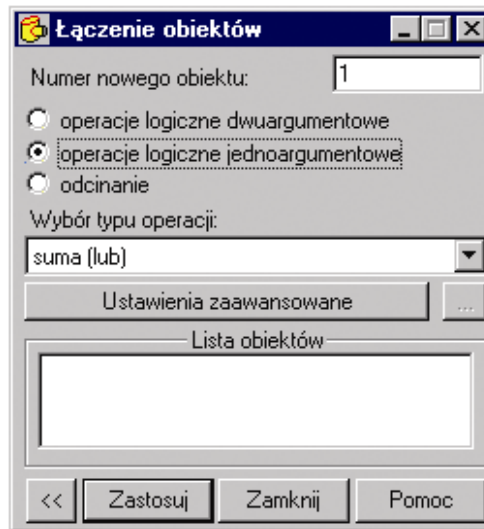 Łączenie obiektów
Numer nowego obiektu: 1
operacje logiczne dwuargumentowe
operacje logiczne jednoargumentowe
odcinanie
Wybór typu operacji:
suma (lub)
Ustawienia zaawansowane ...
Lista obiektów
<< Zastosuj Zamknij Pomoc